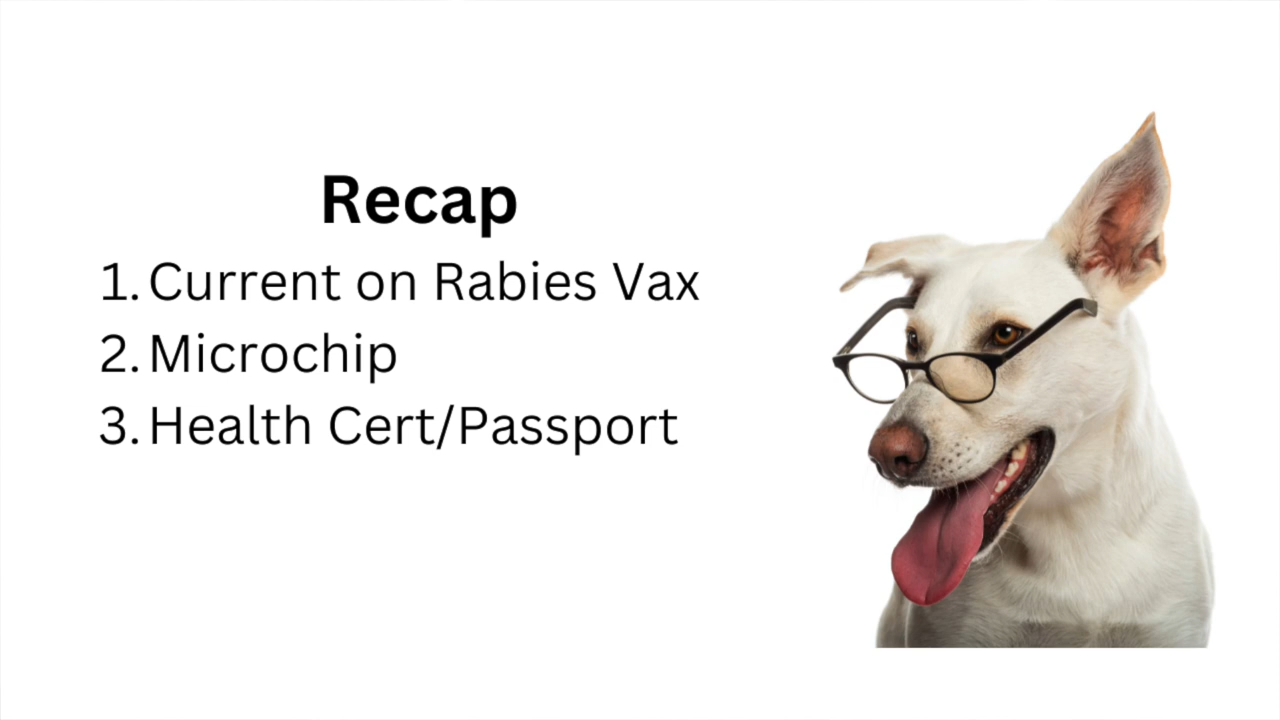 Recap
1. Current on Rabies Vax
2. Microchip
3. Health Cert/Passport